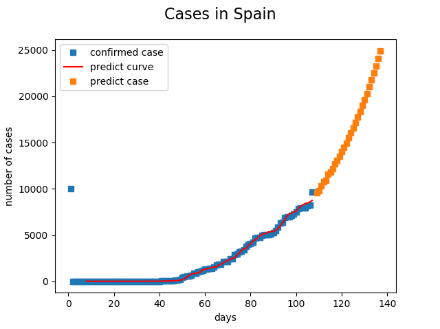 Cases in Spain
confirmed case
predict curve
predict case
number of cases
25000
20000
15000
10000
5000
0
0 20 40 60 80 100 120 140
days